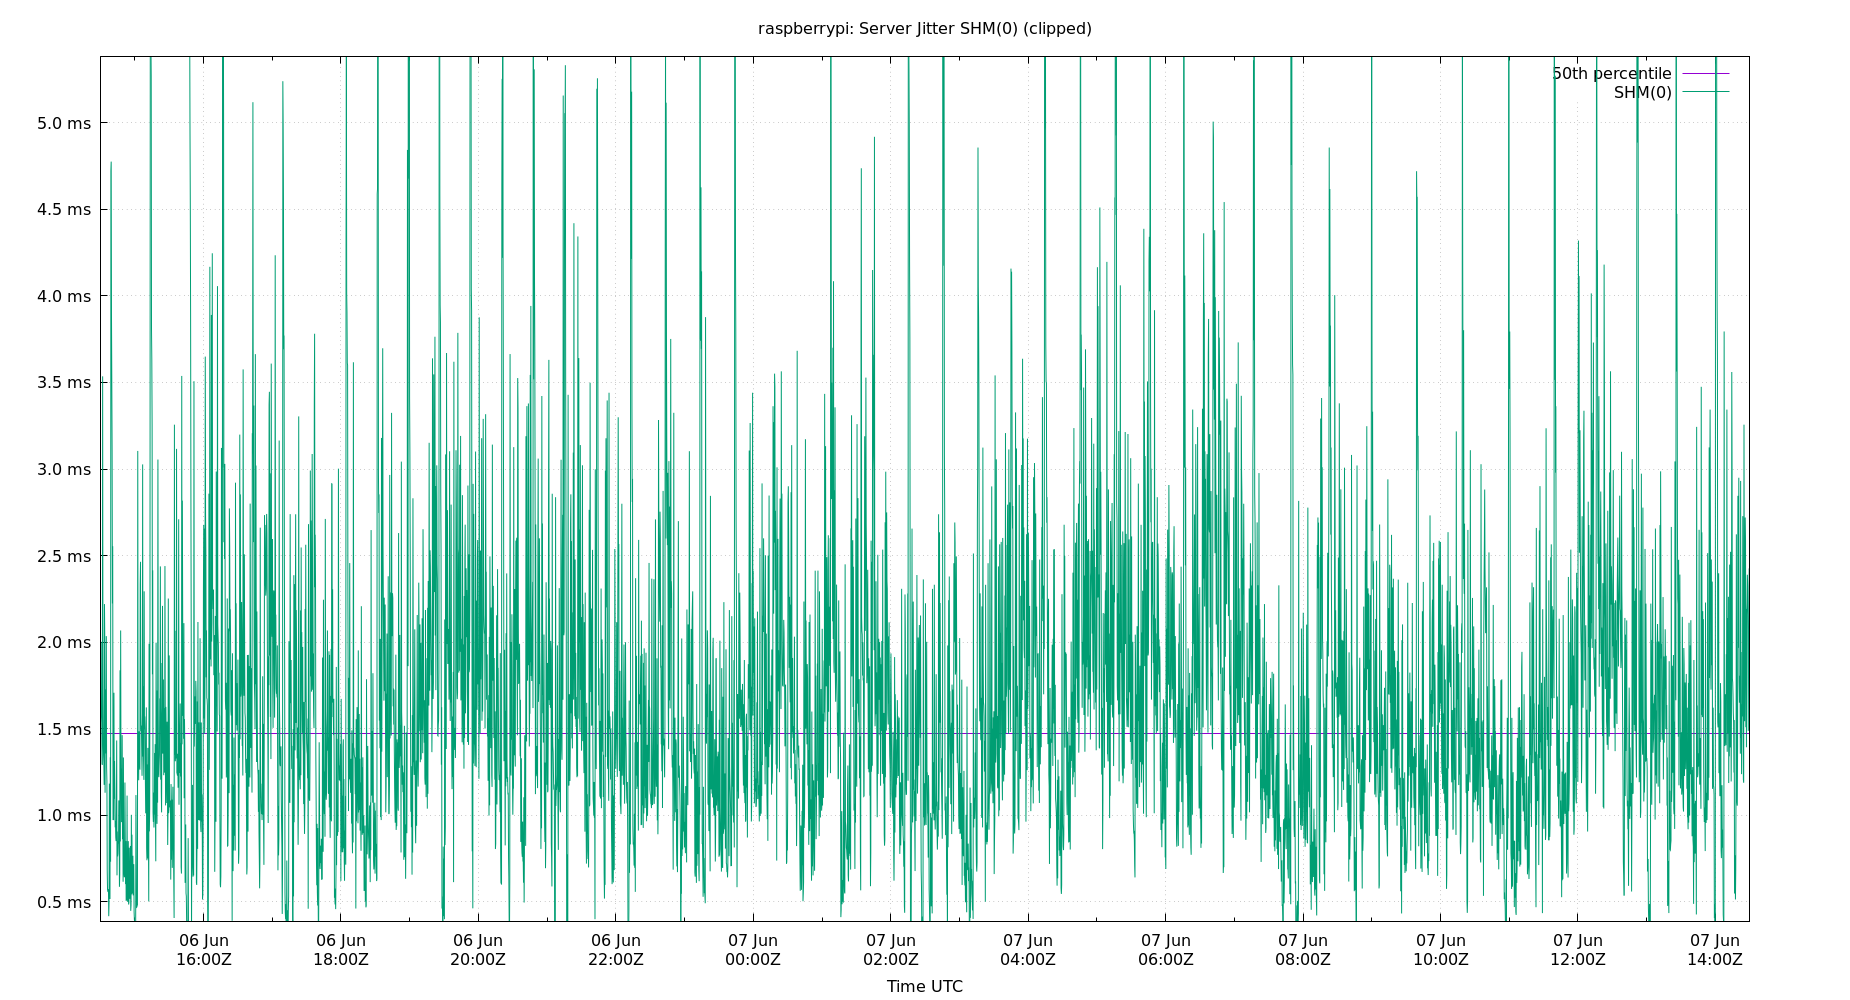 raspberrypi: Server Jitter SHM(0) (clipped)
50th percentile
SHM(0)
5.0 ms
4.5 ms
4.0 ms
3.5 ms
3.0 ms
2.5 ms
2.0 ms
1.5 ms
1.0 ms
0.5 ms
06 Jun 06 Jun 06 Jun 06 Jun 07 Jun 07 Jun 07 Jun 07 Jun 07 Jun 07 Jun 07 Jun 07 Jun
16:00Z 18:00Z 20:00Z 22:00Z 00:00Z 02:00Z 04:00Z 06:00Z 08:00Z 10:00Z 12:00Z 14:00Z
Time UTC